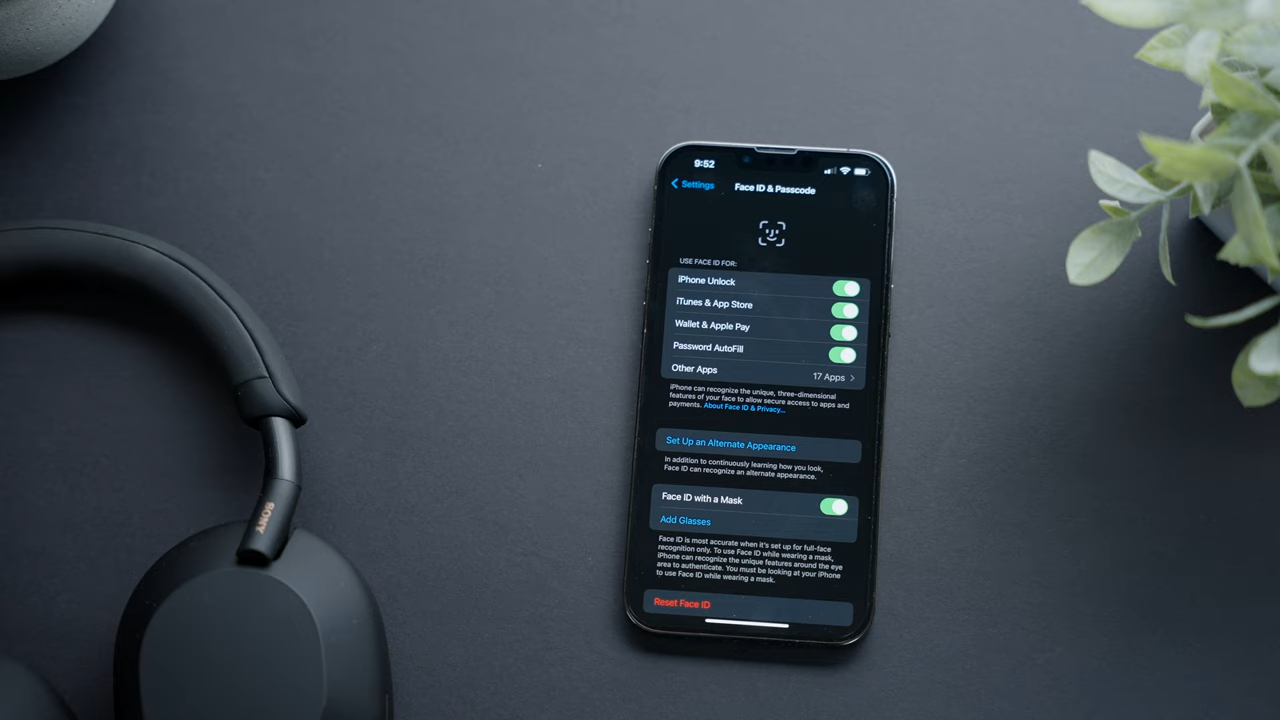 9:52
Settings
Face ID & Passcode
USE FACE ID FOR:
iPhone Unlock
iTunes & App Store
Wallet & Apple Pay
Password AutoFill
Other Apps
17 Apps
iPhone can recognize the unique, three-dimensional
features of your face to allow secure access to apps and
payments. About Face ID & Privacy...
Set Up an Alternate Appearance
In addition to continuously learning how you look,
Face ID can recognize an alternate appearance.
Face ID with a Mask
Add Glasses
Face ID is most accurate when it's set up for full-face
recognition only. To use Face ID while wearing a mask,
iPhone can recognize the unique features around the eye
area to authenticate. You must be looking at your iPhone
to use Face ID while wearing a mask.
Reset Face ID
SONY